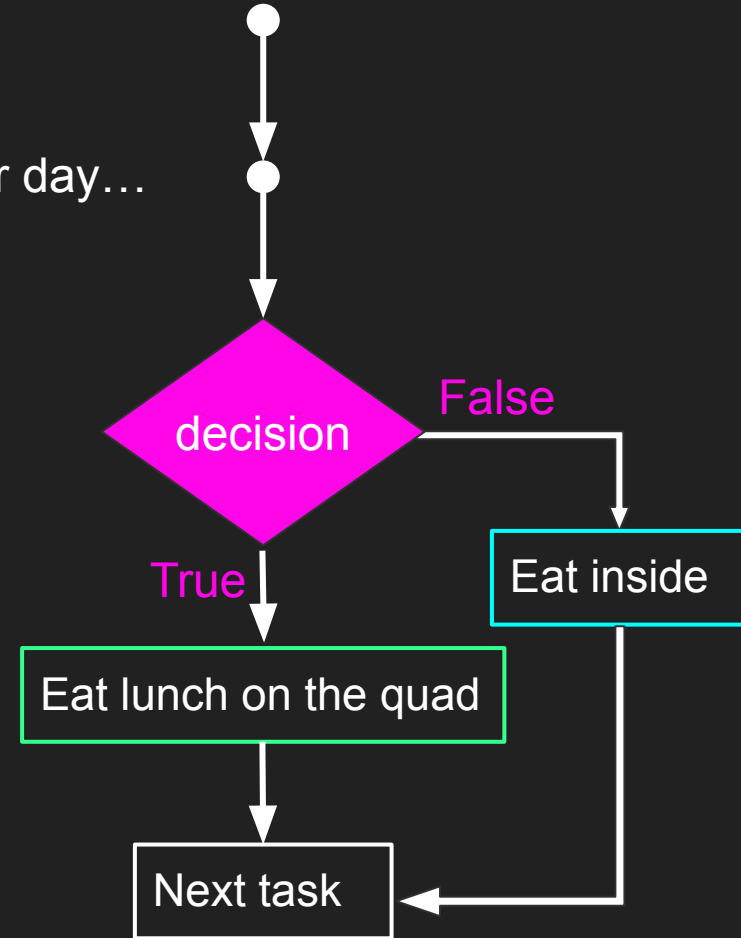 r day…
False
decision
True
Eat inside
Eat lunch on the quad
Next task